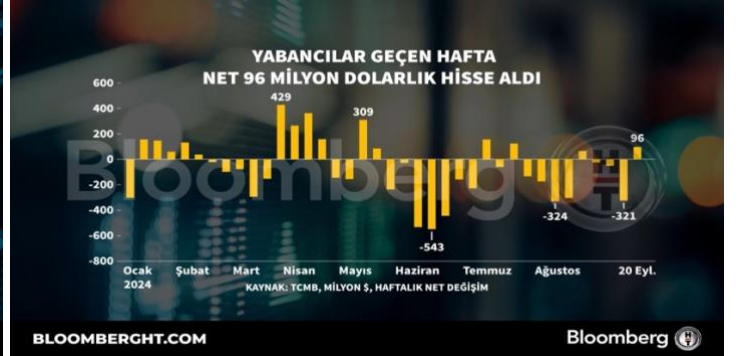 YABANCILAR GEÇEN HAFTA
NET 96 MİLYON DOLARLIK HİSSE ALDI
600
400
200
0
-200
-400
-600
-800
429
309
-543
-324
-321
96
Ocak Şubat Mart Nisan Mayıs Haziran Temmuz Ağustos 20 Eyl.
2024
KAYNAK: TCMB, MİLYON $, HAFTALIK NET DEĞİŞİM
Bloomberg HT
BLOOMBERGHT.COM
Bloomberg HT